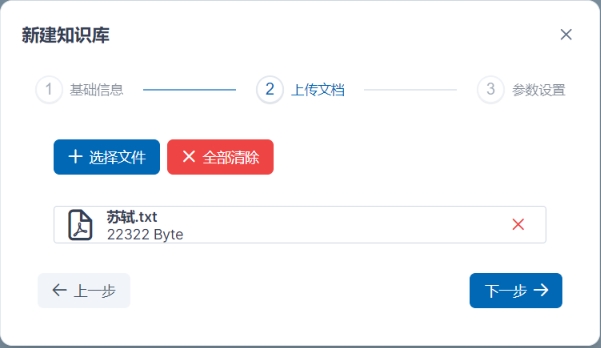 新建知识库
1 基础信息 2 上传文档 3 参数设置
选择文件 全部清除
苏轼.txt
22322 Byte
上一步 下一步